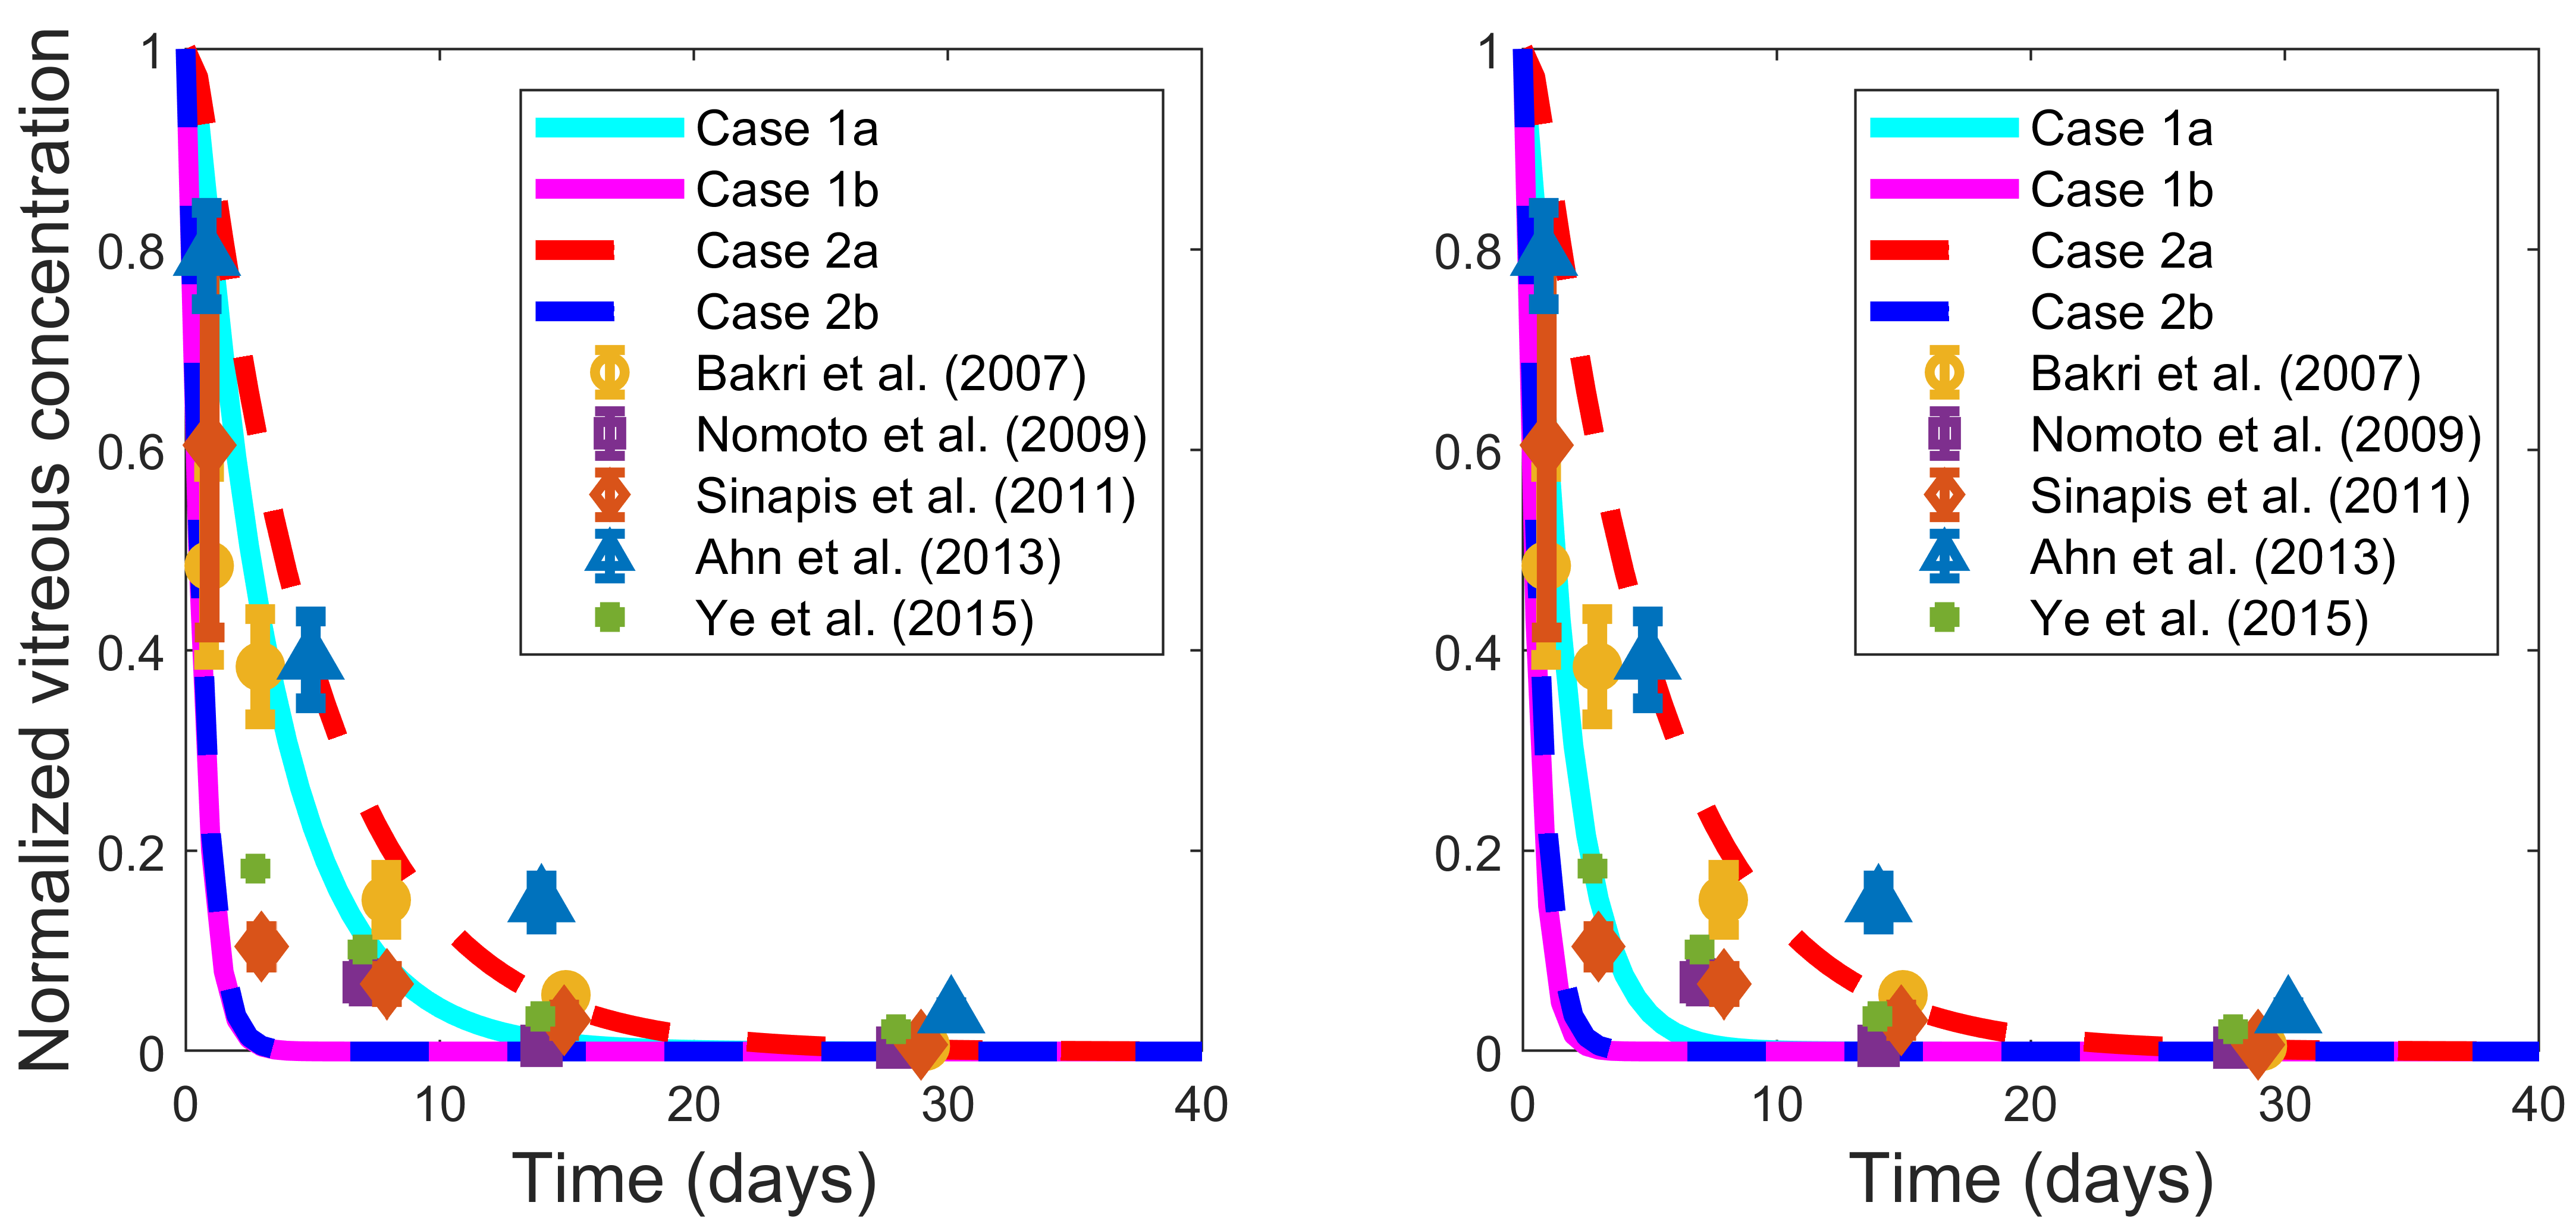 Normalized vitreous concentration
1
0.8
0.6
0.4
0.2
0
0 10 20 30 40
Time (days)
Case 1a
Case 1b
Case 2a
Case 2b
Bakri et al. (2007)
Nomoto et al. (2009)
Sinapis et al. (2011)
Ahn et al. (2013)
Ye et al. (2015)
1
0.8
0.6
0.4
0.2
0
0 10 20 30 40
Time (days)
Case 1a
Case 1b
Case 2a
Case 2b
Bakri et al. (2007)
Nomoto et al. (2009)
Sinapis et al. (2011)
Ahn et al. (2013)
Ye et al. (2015)